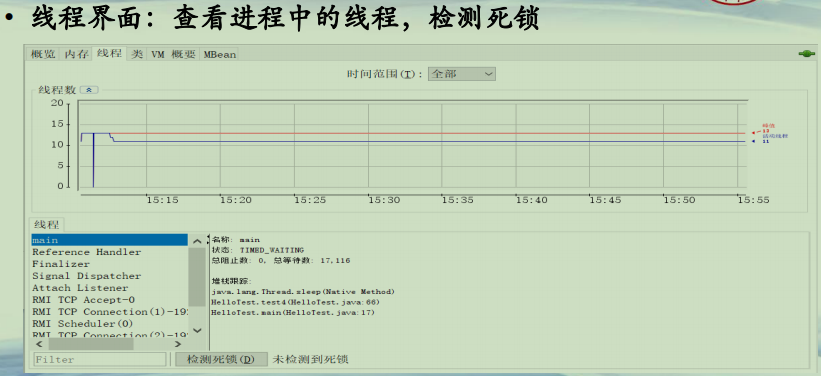 • 线程界面：查看进程中的线程，检测死锁
概览 内存 线程 类 VM 概要 MBean
时间范围(T): 全部
线程数
20
15
10
5
0
峰值
13
活动线程
11
15:15 15:20 15:25 15:30 15:35 15:40 15:45 15:50 15:55
线程
main
Reference Handler
Finalizer
Signal Dispatcher
Attach Listener
RMI TCP Accept-0
RMI TCP Connection(1)-19
RMI Scheduler(0)
RMI TCP Connection(2)-19
名称: main
状态: TIMED_WAITING
总阻止数: 0, 总等待数: 17,116
堆栈跟踪:
java.lang.Thread.sleep(Native Method)
HelloTest.test4(HelloTest.java:66)
HelloTest.main(HelloTest.java:17)
Filter
检测死锁(D) 未检测到死锁